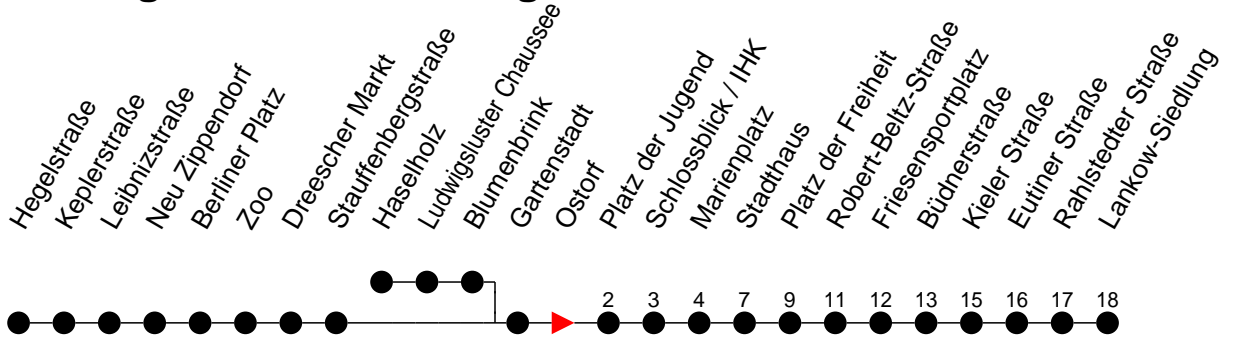 Hegelstraße
Keplerstraße
Leibnizstraße
Neu Zippendorf
Berliner Platz
Zoo
Dreescher Markt
Stauffenbergstraße
Haselholz
Ludwigsluster Chaussee
Blumenbrink
Gartenstadt
Ostorf
Platz der Jugend
Schlossblick / IHK
Marienplatz
Stadthaus
Platz der Freiheit
Robert-Beltz-Straße
Friesensportplatz
Büdnerstraße
Kieler Straße
Eutiner Straße
Rahlstedter Straße
Lankow-Siedlung
2 3 4 7 9 11 12 13 15 16 17 18